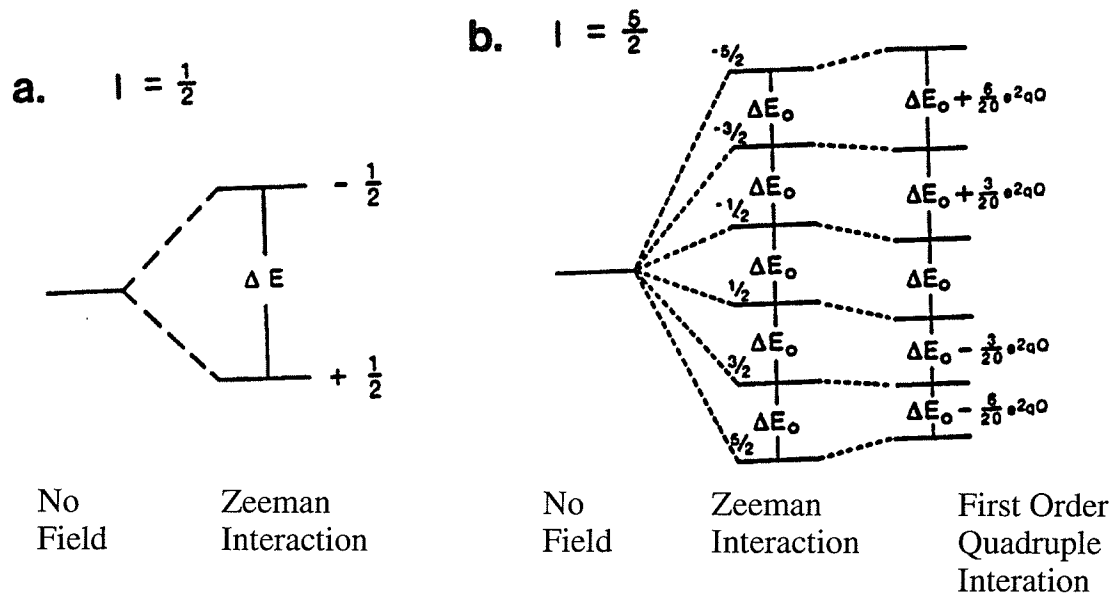 a. I = 1/2
- 1/2
Δ E
+ 1/2
No Field
Zeeman Interaction
b. I = 5/2
-5/2
ΔE₀
-3/2
ΔE₀
-1/2
ΔE₀
1/2
ΔE₀
3/2
ΔE₀
5/2
ΔE₀ + 6/20 e²qQ
ΔE₀ + 3/20 e²qQ
ΔE₀
ΔE₀ - 3/20 e²qQ
ΔE₀ - 6/20 e²qQ
No Field
Zeeman Interaction
First Order
Quadruple
Interation